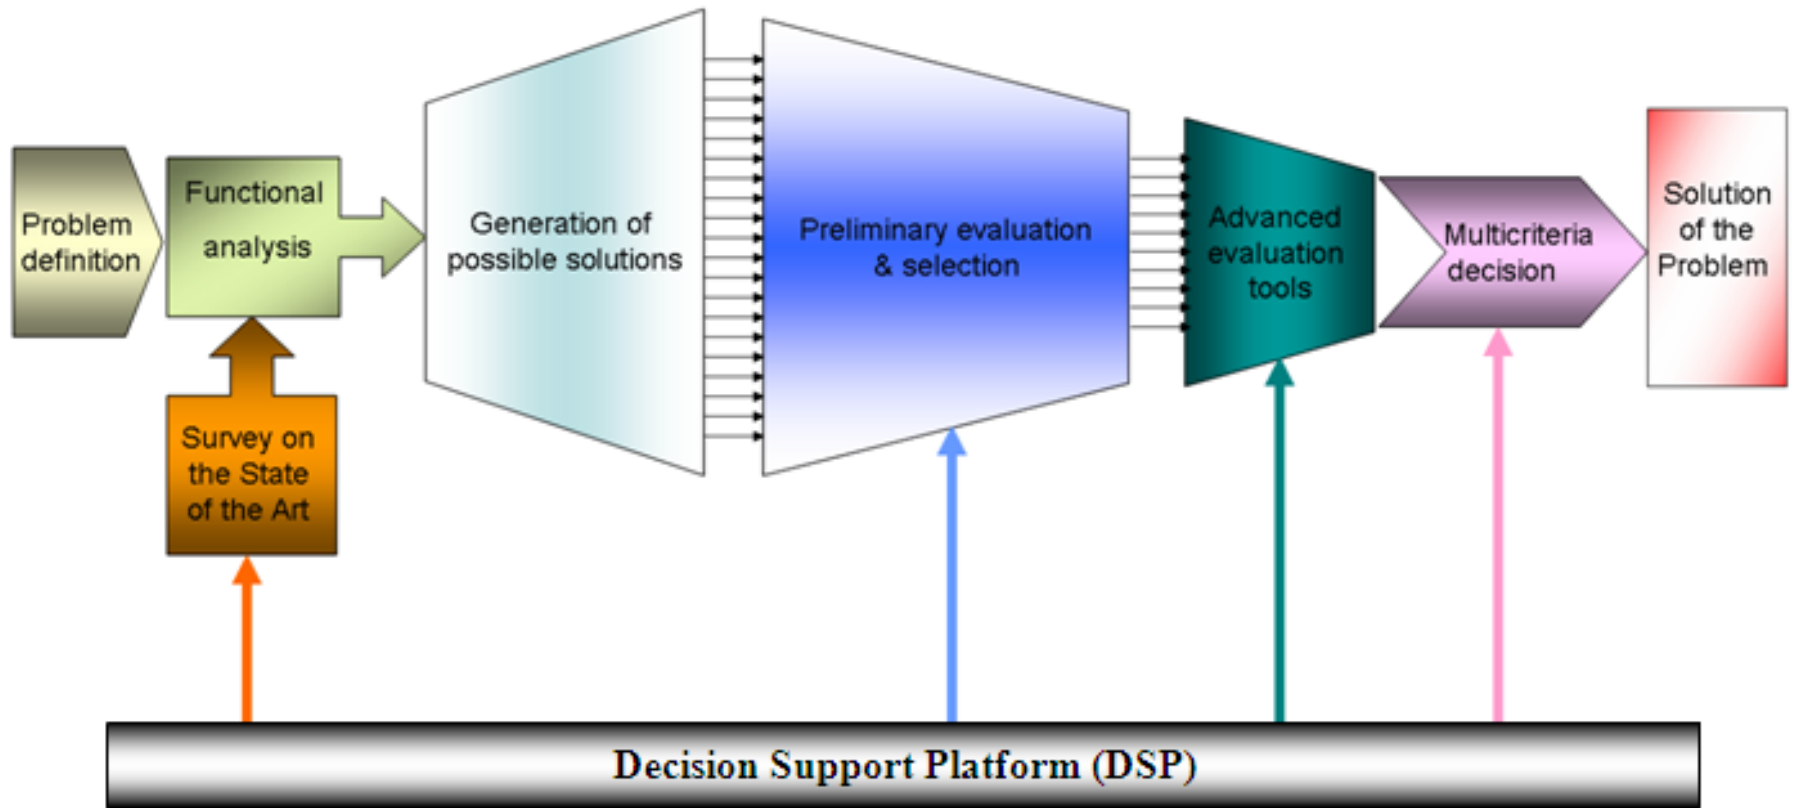 Problem
definition
Functional
analysis
Survey on
the State
of the Art
Generation of
possible solutions
Preliminary evaluation
& selection
Advanced
evaluation
tools
Multicriteria
decision
Solution
of the
Problem
Decision Support Platform (DSP)